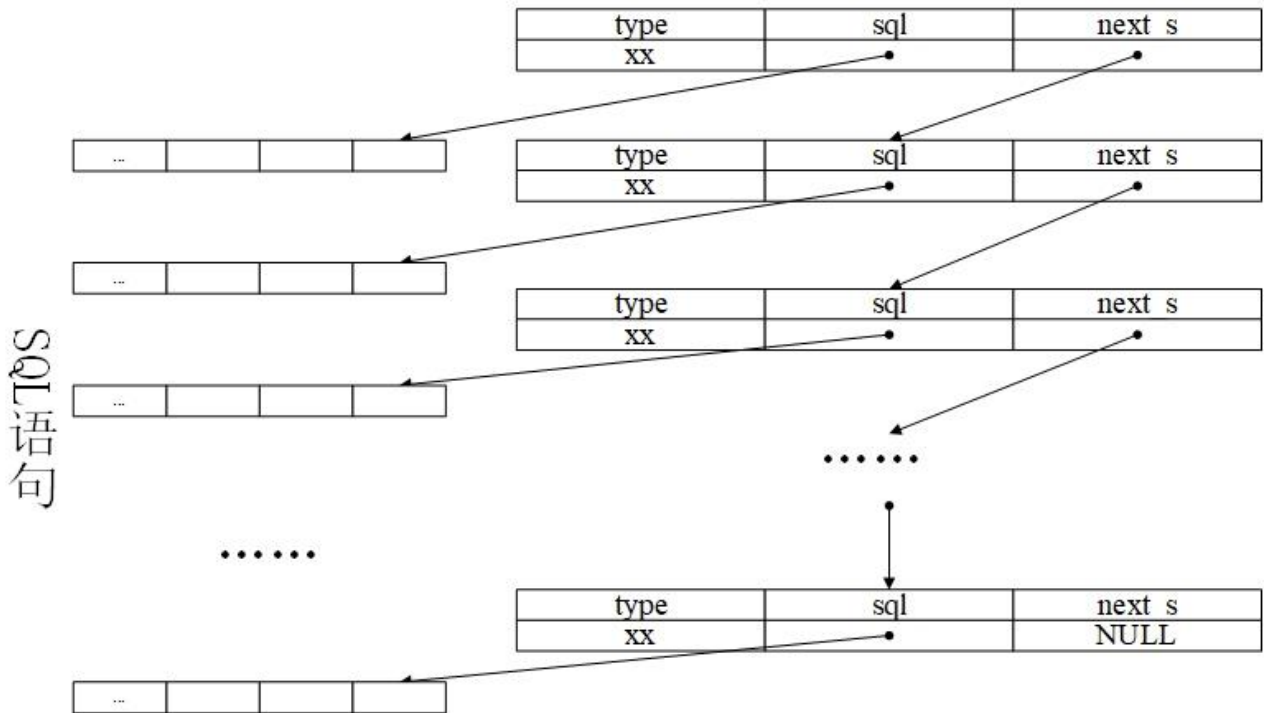 type sql next_s
xx
...
type sql next_s
xx
...
type sql next_s
xx
...
SQL语句
......
......
type sql next_s
xx NULL
...